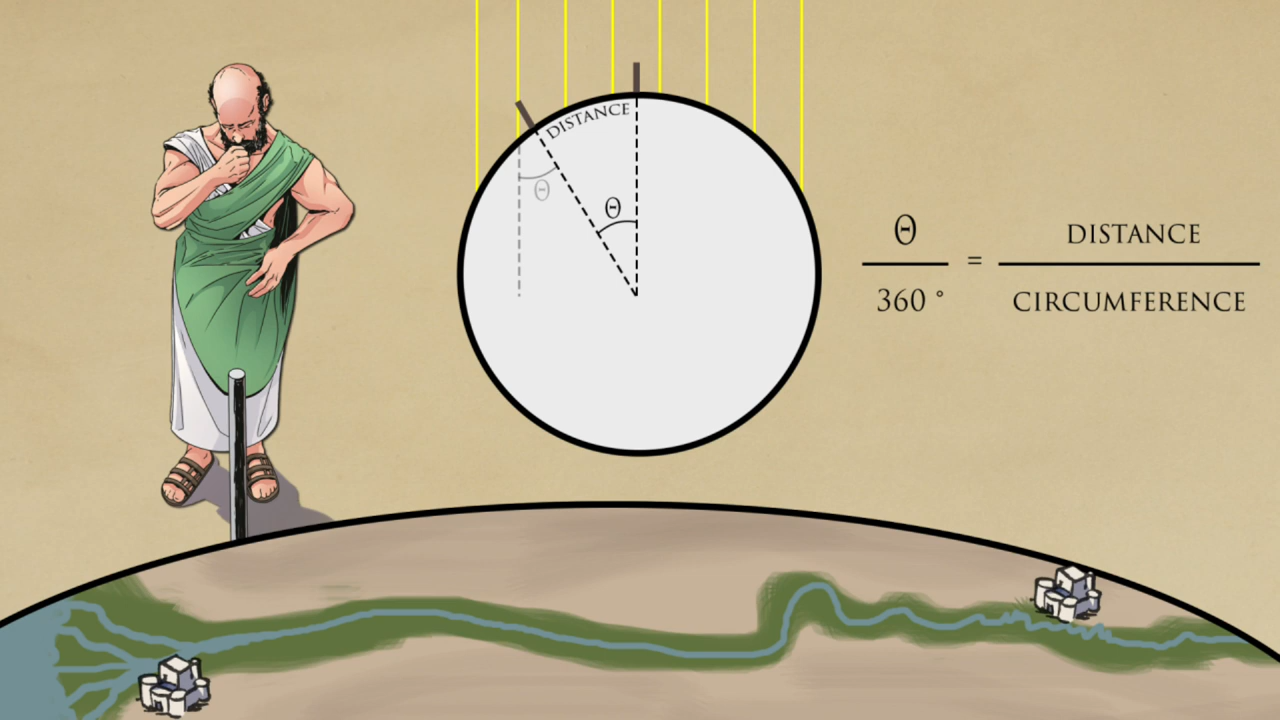 DISTANCE
Θ
Θ
Θ
360 °
=
DISTANCE
CIRCUMFERENCE